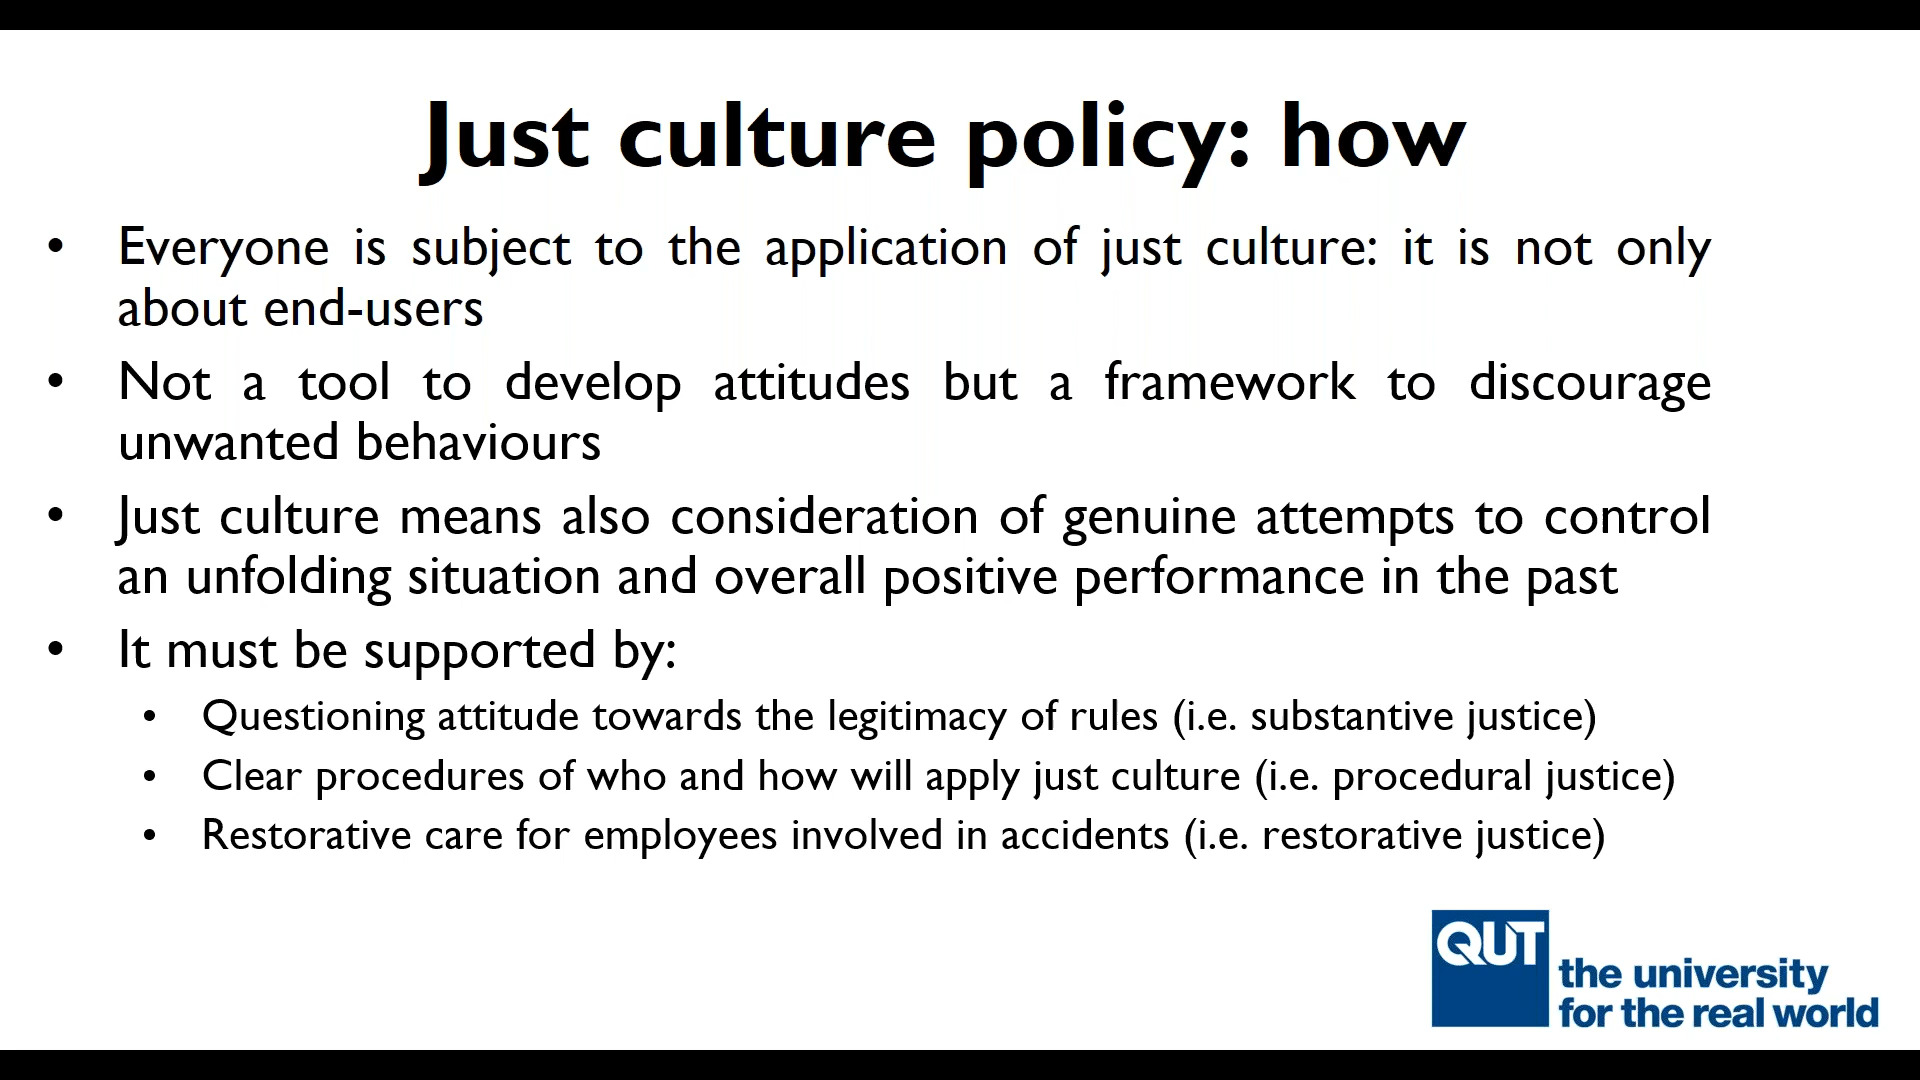 Just culture policy: how
• Everyone is subject to the application of just culture: it is not only
about end-users
• Not a tool to develop attitudes but a framework to discourage
unwanted behaviours
• Just culture means also consideration of genuine attempts to control
an unfolding situation and overall positive performance in the past
• It must be supported by:
• Questioning attitude towards the legitimacy of rules (i.e. substantive justice)
• Clear procedures of who and how will apply just culture (i.e. procedural justice)
• Restorative care for employees involved in accidents (i.e. restorative justice)
QUT
the university
for the real world